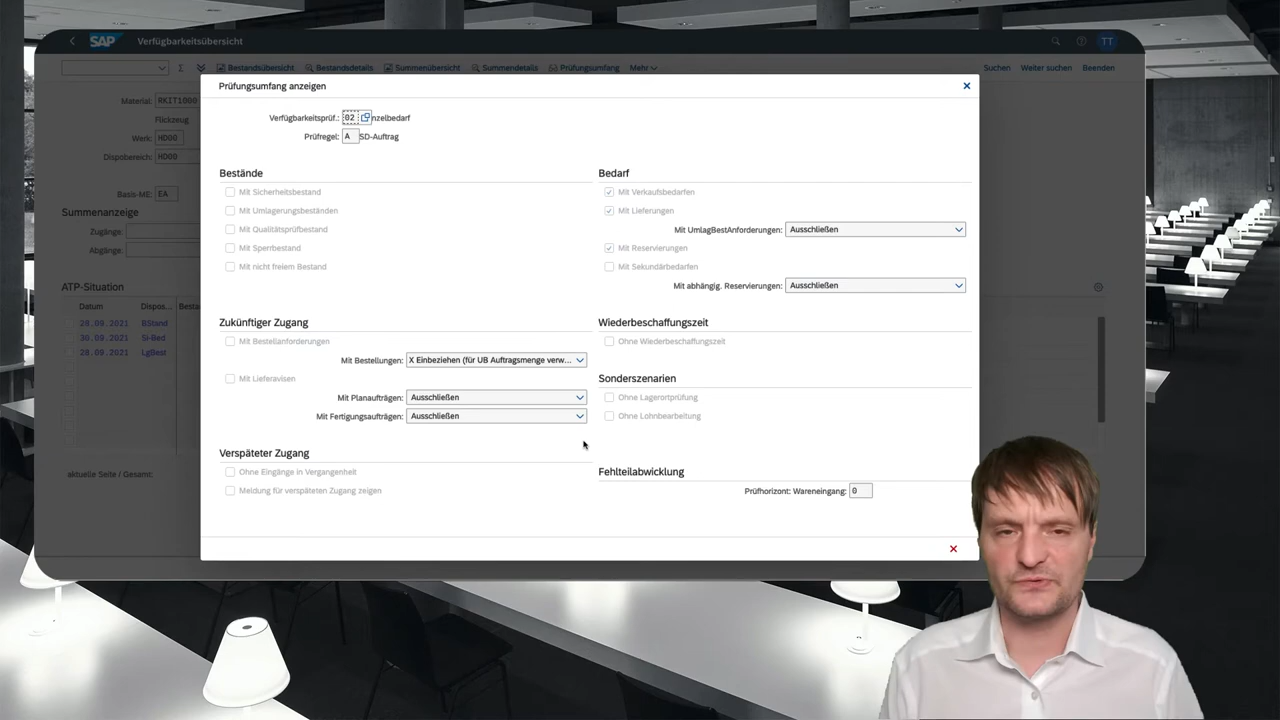 SAP Verfügbarkeitsübersicht TT
Σ Bestandsübersicht Bestandsdetails Summenübersicht Summendetails Prüfungsumfang Mehr Suchen Weiter suchen Beenden
Prüfungsumfang anzeigen
Material: RKIT1000
Flickzeug
Werk: HD00
Dispobereich: HD00
Basis-ME: EA
Summenanzeige
Zugänge:
Abgänge:
ATP-Situation
Datum Dispos... Besta
28.09.2021 BStand
30.09.2021 Si-Bed
28.09.2021 LgBest
aktuelle Seite / Gesamt:
Verfügbarkeitsprüf.: 02 nzelbedarf
Prüfregel: A SD-Auftrag
Bestände
Mit Sicherheitsbestand
Mit Umlagerungsbeständen
Mit Qualitätsprüfbestand
Mit Sperrbestand
Mit nicht freiem Bestand
Bedarf
Mit Verkaufsbedarfen
Mit Lieferungen
Mit UmlagBestAnforderungen: Ausschließen
Mit Reservierungen
Mit Sekundärbedarfen
Mit abhängig. Reservierungen: Ausschließen
Zukünftiger Zugang
Mit Bestellanforderungen
Mit Bestellungen: X Einbeziehen (für UB Auftragsmenge verw...
Mit Lieferavisen
Mit Planaufträgen: Ausschließen
Mit Fertigungsaufträgen: Ausschließen
Wiederbeschaffungszeit
Ohne Wiederbeschaffungszeit
Sonderszenarien
Ohne Lagerortprüfung
Ohne Lohnbearbeitung
Verspäteter Zugang
Ohne Eingänge in Vergangenheit
Meldung für verspäteten Zugang zeigen
Fehlteilabwicklung
Prüfhorizont: Wareneingang: 0